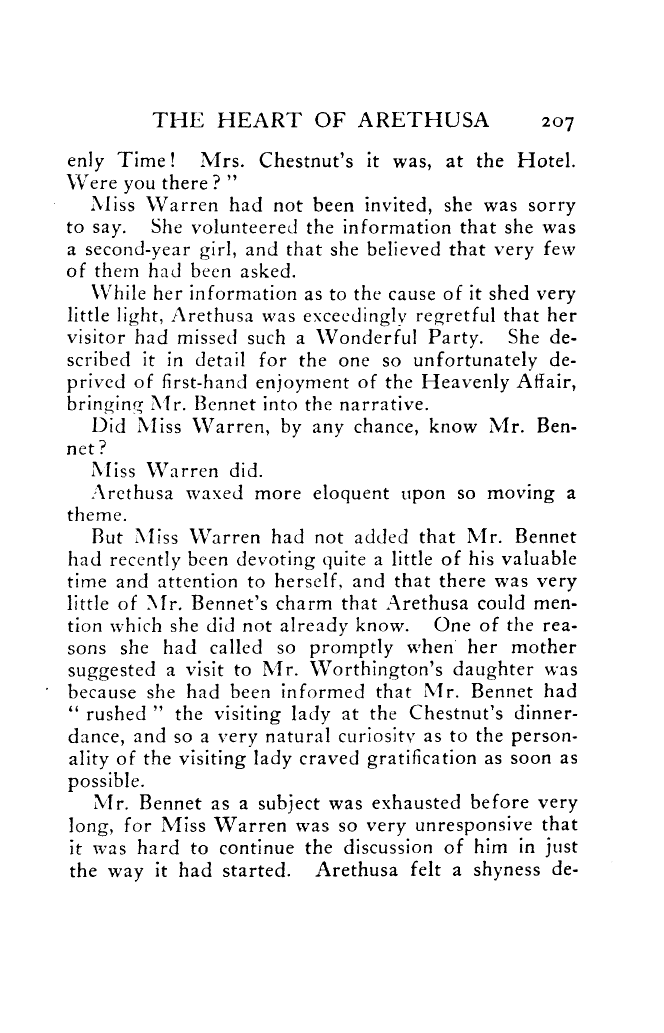 THE HEART OF ARETHUSA 207
enly Time! Mrs. Chestnut's it was, at the Hotel.
Were you there?"
Miss Warren had not been invited, she was sorry
to say. She volunteered the information that she was
a second-year girl, and that she believed that very few
of them had been asked.
While her information as to the cause of it shed very
little light, Arethusa was exceedingly regretful that her
visitor had missed such a Wonderful Party. She de-
scribed it in detail for the one so unfortunately de-
prived of first-hand enjoyment of the Heavenly Affair,
bringing Mr. Bennet into the narrative.
Did Miss Warren, by any chance, know Mr. Ben-
net?
Miss Warren did.
Arethusa waxed more eloquent upon so moving a
theme.
But Miss Warren had not added that Mr. Bennet
had recently been devoting quite a little of his valuable
time and attention to herself, and that there was very
little of Mr. Bennet's charm that Arethusa could men-
tion which she did not already know. One of the rea-
sons she had called so promptly when her mother
suggested a visit to Mr. Worthington's daughter was
because she had been informed that Mr. Bennet had
"rushed" the visiting lady at the Chestnut's dinner-
dance, and so a very natural curiosity as to the person-
ality of the visiting lady craved gratification as soon as
possible.
Mr. Bennet as a subject was exhausted before very
long, for Miss Warren was so very unresponsive that
it was hard to continue the discussion of him in just
the way it had started. Arethusa felt a shyness de-